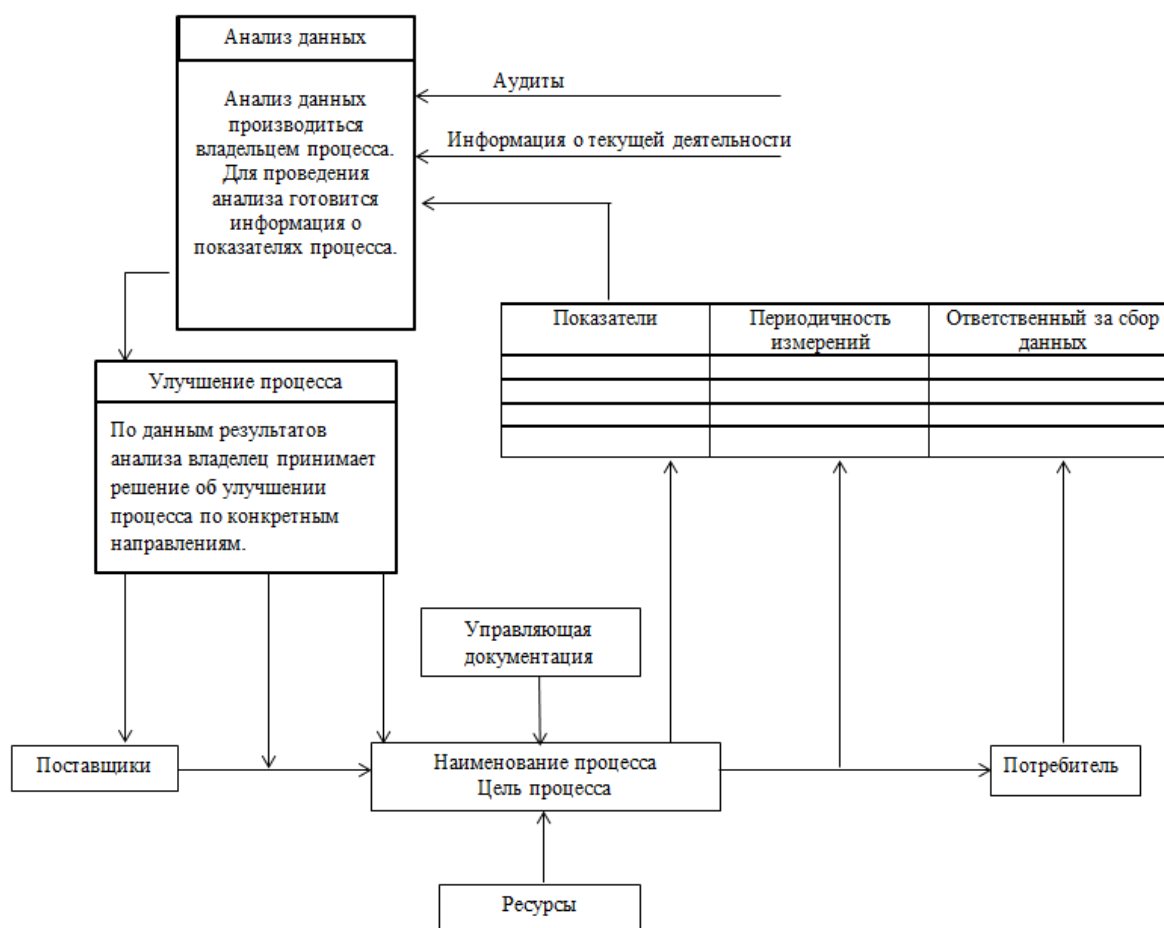 Анализ данных
Анализ данных
производиться
владельцем процесса.
Для проведения
анализа готовится
информация о
показателях процесса.
Аудиты
Информация о текущей деятельности
Показатели
Периодичность
измерений
Ответственный за сбор
данных
Улучшение процесса
По данным результатов
анализа владелец принимает
решение об улучшении
процесса по конкретным
направлениям.
Управляющая
документация
Поставщики
Наименование процесса
Цель процесса
Потребитель
Ресурсы